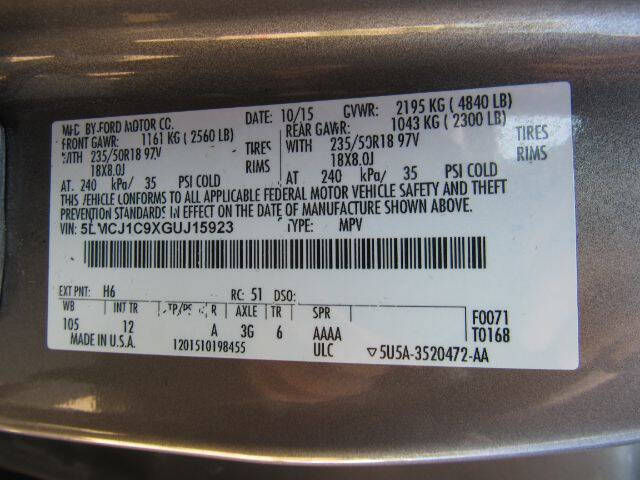 MFD. BY FORD MOTOR CO. DATE: 10/15 GVWR: 2195 KG ( 4840 LB)
FRONT GAWR: 1161 KG ( 2560 LB) REAR GAWR: 1043 KG ( 2300 LB)
WITH 235/50R18 97V TIRES WITH 235/50R18 97V TIRES
18X8.0J RIMS 18X8.0J RIMS
AT 240 kPa/ 35 PSI COLD AT 240 kPa/ 35 PSI COLD
THIS VEHICLE CONFORMS TO ALL APPLICABLE FEDERAL MOTOR VEHICLE SAFETY AND THEFT
PREVENTION STANDARDS IN EFFECT ON THE DATE OF MANUFACTURE SHOWN ABOVE.
VIN: 5LMCJ1C9XGUJ15923 TYPE: MPV
EXT PNT: H6 RC: 51 DSO:
WB INT TR TP/PS R AXLE TR SPR F0071
105 12 A 3G 6 AAAA T0168
MADE IN U.S.A. 1201510198455 ULC ▽5U5A-3520472-AA